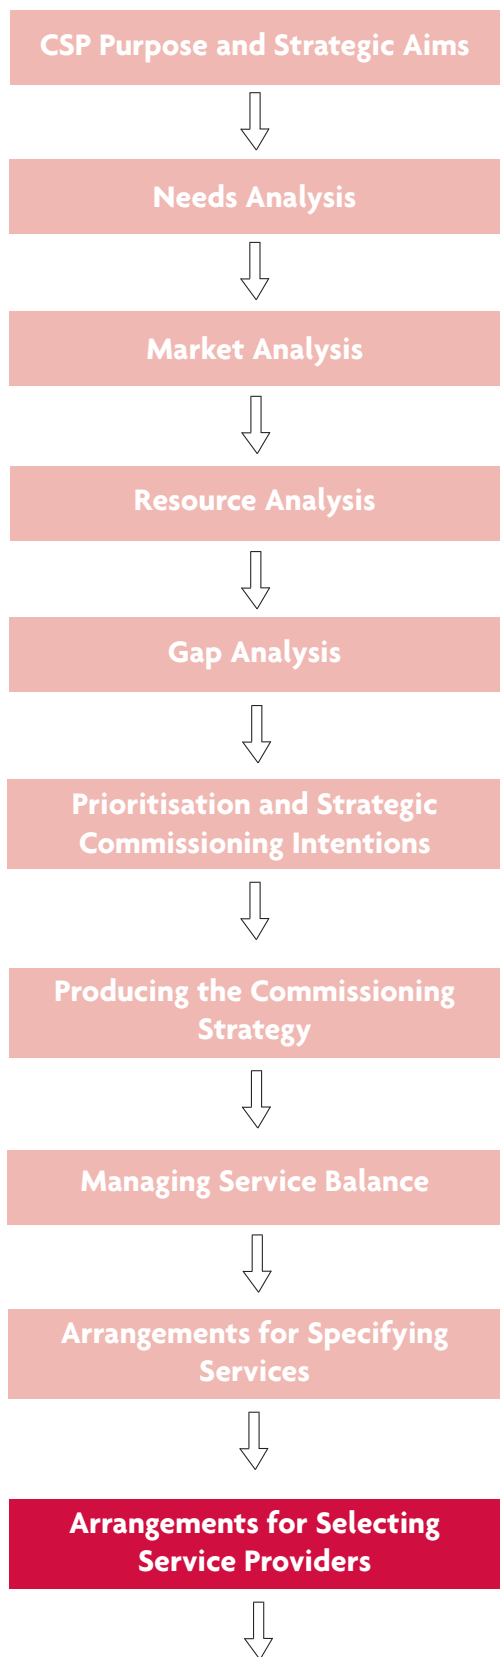 CSP Purpose and Strategic Aims
Needs Analysis
Market Analysis
Resource Analysis
Gap Analysis
Prioritisation and Strategic
Commissioning Intentions
Producing the Commissioning
Strategy
Managing Service Balance
Arrangements for Specifying
Services
Arrangements for Selecting
Service Providers